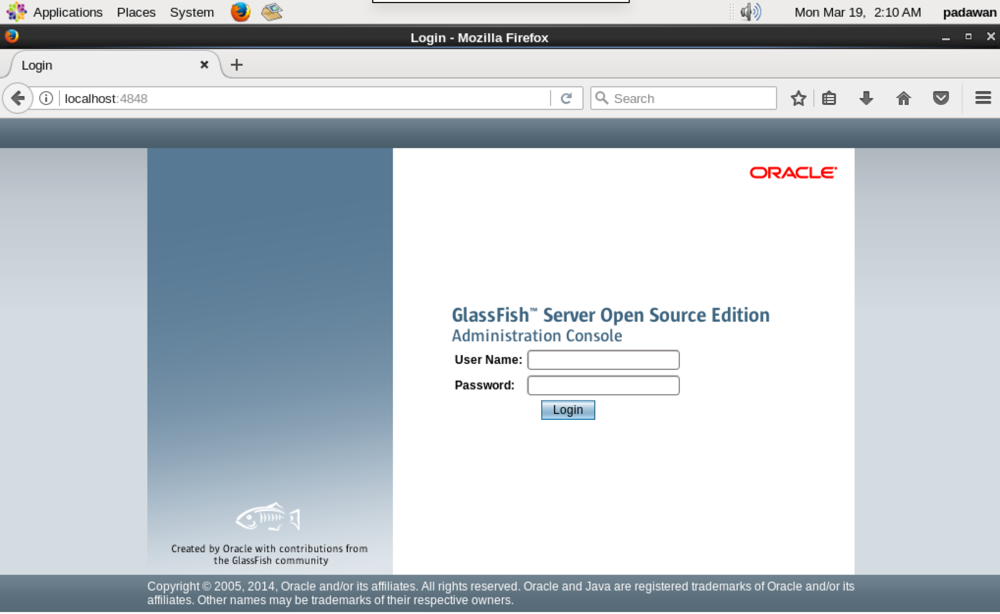 Applications Places System Mon Mar 19, 2:10 AM padawan
Login - Mozilla Firefox
Login
localhost:4848 Search
ORACLE
GlassFish™ Server Open Source Edition
Administration Console
User Name:
Password:
Login
Created by Oracle with contributions from
the GlassFish community
Copyright © 2005, 2014, Oracle and/or its affiliates. All rights reserved. Oracle and Java are registered trademarks of Oracle and/or its
affiliates. Other names may be trademarks of their respective owners.